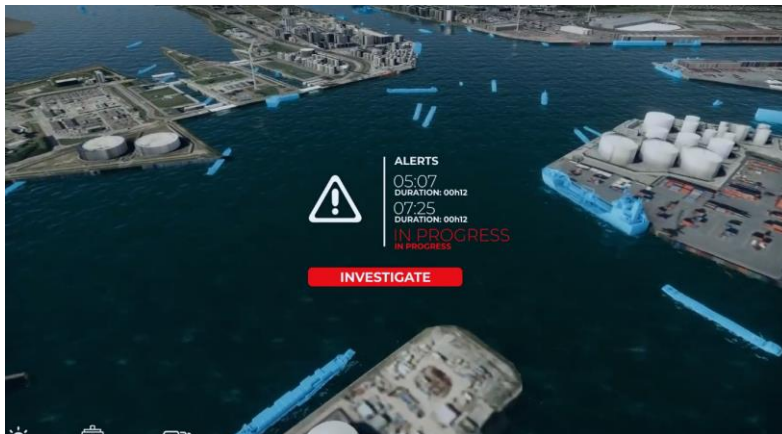 ALERTS
05:07
DURATION: 00h12
07:25
DURATION: 00h12
IN PROGRESS
IN PROGRESS
INVESTIGATE